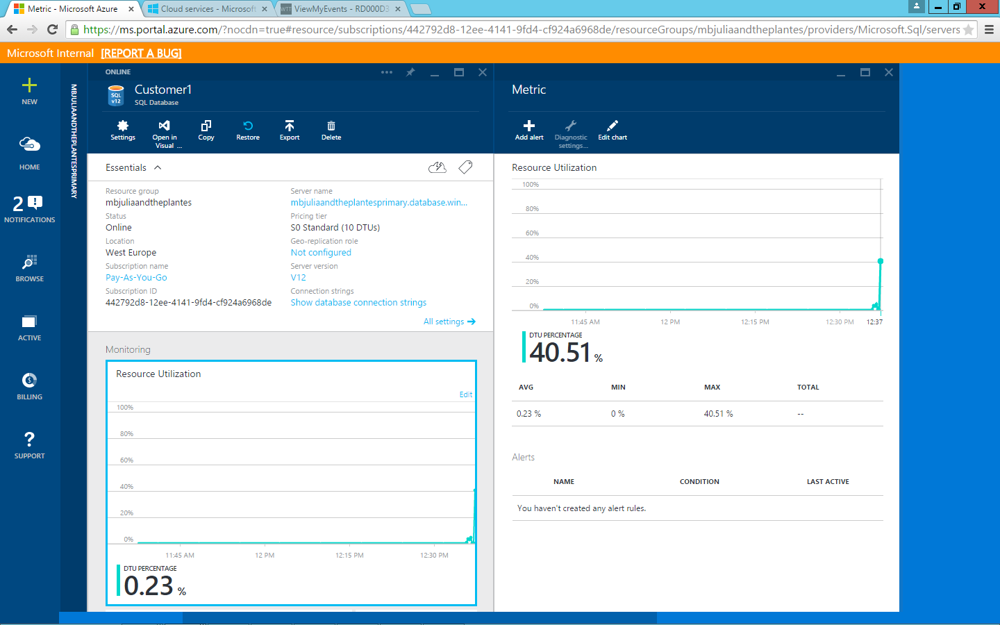 Metric - Microsoft Azure
Cloud services - Microsoft
ViewMyEvents - RD000D3
https://ms.portal.azure.com/?nocdn=true#resource/subscriptions/442792d8-12ee-4141-9fd4-cf924a6968de/resourceGroups/mbjuliaandtheplantes/providers/Microsoft.Sql/servers
Microsoft Internal [REPORT A BUG]
NEW
HOME
2
NOTIFICATIONS
BROWSE
ACTIVE
BILLING
SUPPORT
MBJULIAANDTHEPLANTESPRIMARY
ONLINE
SQL
v12
Customer1
SQL Database
Settings
Open in
Visual ...
Copy
Restore
Export
Delete
Essentials
Resource group
mbjuliaandtheplantes
Status
Online
Location
West Europe
Subscription name
Pay-As-You-Go
Subscription ID
442792d8-12ee-4141-9fd4-cf924a6968de
Server name
mbjuliaandtheplantesprimary.database.win...
Pricing tier
S0 Standard (10 DTUs)
Geo-replication role
Not configured
Server version
V12
Connection strings
Show database connection strings
All settings
Monitoring
Resource Utilization
Edit
100%
80%
60%
40%
20%
0%
11:45 AM
12 PM
12:15 PM
12:30 PM
DTU PERCENTAGE
0.23 %
Metric
Add alert
Diagnostic
settings...
Edit chart
Resource Utilization
100%
80%
60%
40%
20%
0%
11:45 AM
12 PM
12:15 PM
12:30 PM
12:37
DTU PERCENTAGE
40.51 %
AVG MIN MAX TOTAL
0.23 % 0 % 40.51 % --
Alerts
NAME CONDITION LAST ACTIVE
You haven't created any alert rules.